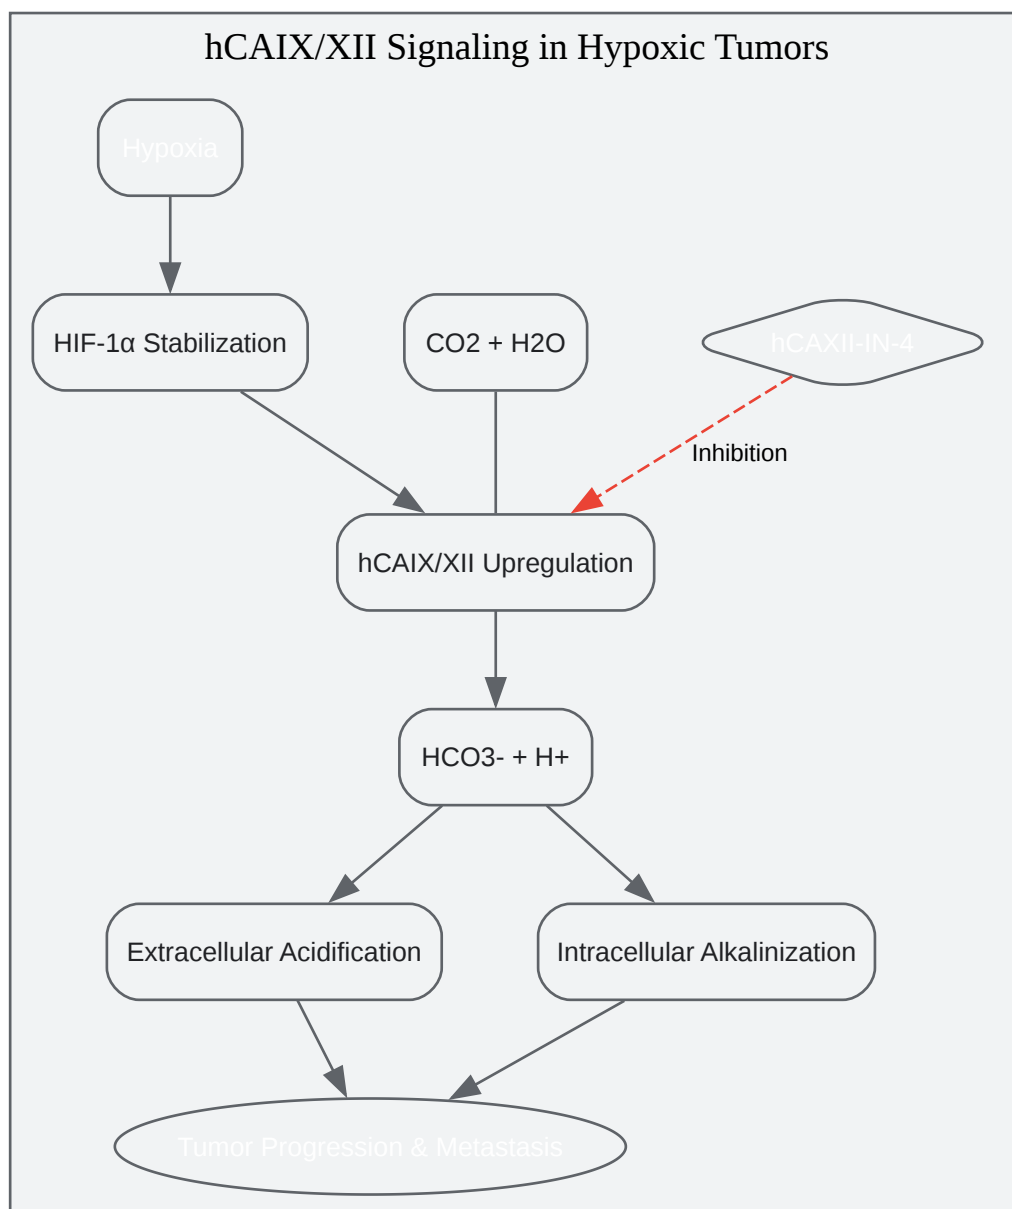 hCAIX/XII Signaling in Hypoxic Tumors
Hypoxia
HIF-1α Stabilization
CO2 + H2O
hCAXII-IN-4
Inhibition
hCAIX/XII Upregulation
HCO3- + H+
Extracellular Acidification
Intracellular Alkalinization
Tumor Progression & Metastasis